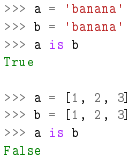 >>> a = 'banana'
>>> b = 'banana'
>>> a is b
True
>>> a = [1, 2, 3]
>>> b = [1, 2, 3]
>>> a is b
False